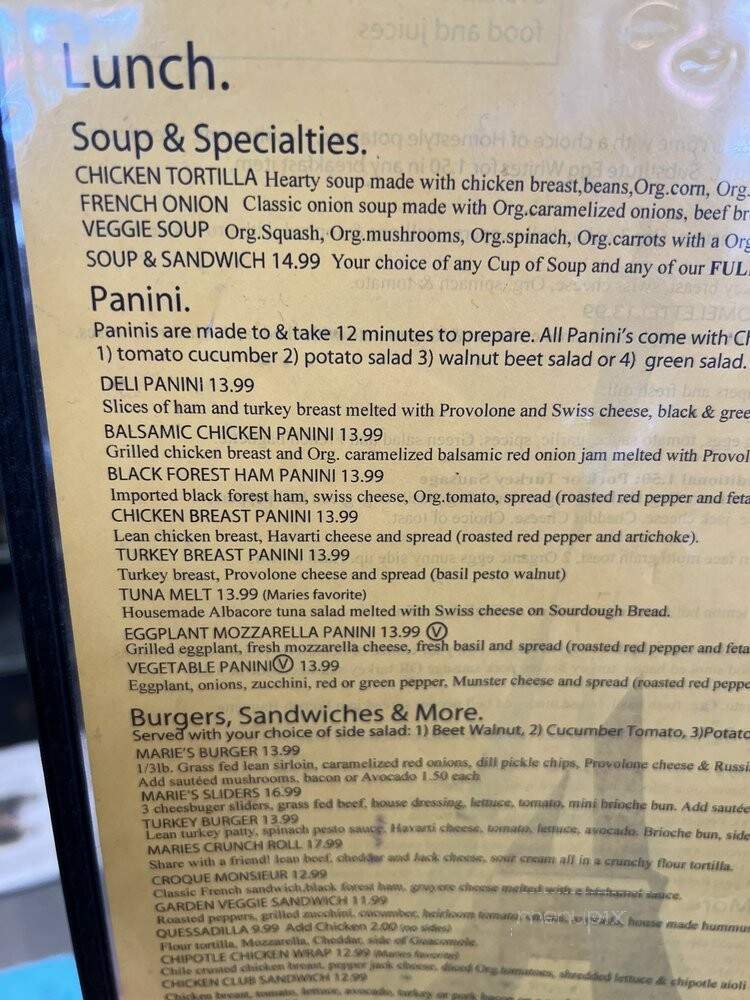 Lunch.
Soup & Specialties.
CHICKEN TORTILLA Hearty soup made with chicken breast,beans,Org.corn, Org.
FRENCH ONION Classic onion soup made with Org.caramelized onions, beef br
VEGGIE SOUP Org.Squash, Org.mushrooms, Org.spinach, Org.carrots with a Org
SOUP & SANDWICH 14.99 Your choice of any Cup of Soup and any of our FULL
Panini.
Paninis are made to & take 12 minutes to prepare. All Panini's come with Ch
1) tomato cucumber 2) potato salad 3) walnut beet salad or 4) green salad.
DELI PANINI 13.99
Slices of ham and turkey breast melted with Provolone and Swiss cheese, black & gree
BALSAMIC CHICKEN PANINI 13.99
Grilled chicken breast and Org. caramelized balsamic red onion jam melted with Provol
BLACK FOREST HAM PANINI 13.99
Imported black forest ham, swiss cheese, Org.tomato, spread (roasted red pepper and feta
CHICKEN BREAST PANINI 13.99
Lean chicken breast, Havarti cheese and spread (roasted red pepper and artichoke).
TURKEY BREAST PANINI 13.99
Turkey breast, Provolone cheese and spread (basil pesto walnut)
TUNA MELT 13.99 (Maries favorite)
Housemade Albacore tuna salad melted with Swiss cheese on Sourdough Bread.
EGGPLANT MOZZARELLA PANINI 13.99 Ⓥ
Grilled eggplant, fresh mozzarella cheese, fresh basil and spread (roasted red pepper and feta
VEGETABLE PANINI Ⓥ 13.99
Eggplant, onions, zucchini, red or green pepper, Munster cheese and spread (roasted red peppe
Burgers, Sandwiches & More.
Served with your choice of side salad: 1) Beet Walnut, 2) Cucumber Tomato, 3)Potato
MARIE'S BURGER 13.99
1/3lb. Grass fed lean sirloin, caramelized red onions, dill pickle chips, Provolone cheese & Russi
Add sautéed mushrooms, bacon or Avocado 1.50 each
MARIE'S SLIDERS 16.99
3 cheesbuger sliders, grass fed beef, house dressing, lettuce, tomato, mini brioche bun. Add sautée
TURKEY BURGER 13.99
Lean turkey patty, spinach pesto sauce, Havarti cheese, tomato, lettuce, avocado. Brioche bun, side
MARIES CRUNCH ROLL 17.99
Share with a friend! lean beef, cheddar and Jack cheese, sour cream all in a crunchy flour tortilla.
CROQUE MONSIEUR 12.99
Classic French sandwich,black forest ham, gruyere cheese melted with a béchamel sauce.
GARDEN VEGGIE SANDWICH 11.99
Roasted peppers, grilled zucchini, cucumber, heirloom tomato house made hummus
QUESSADILLA 9.99 Add Chicken 2.00 (no sides)
Flour tortilla, Mozzarella, Cheddar, side of Guacomole.
CHIPOTLE CHICKEN WRAP 12.99 (Maries favorite)
Chile crusted chicken breast, pepper jack cheese, diced Org.tomatoes, shredded lettuce & chipotle aioli
CHICKEN CLUB SANDWICH 12.99
Chicken breast, tomato, lettuce, avocado, turkey or pork bacon
menupix